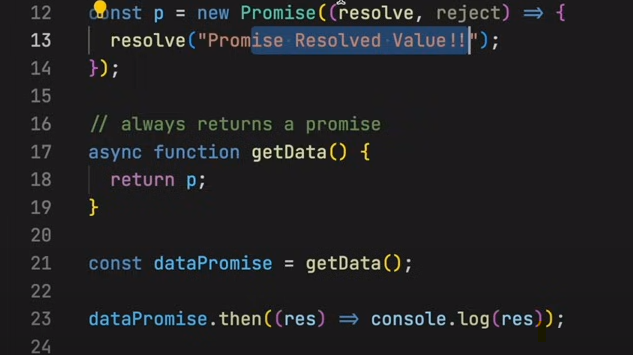 12 const p = new Promise((resolve, reject) => {
13 resolve("Promise Resolved Value!!");
14 });
15
16 // always returns a promise
17 async function getData() {
18 return p;
19 }
20
21 const dataPromise = getData();
22
23 dataPromise.then((res) => console.log(res));
24